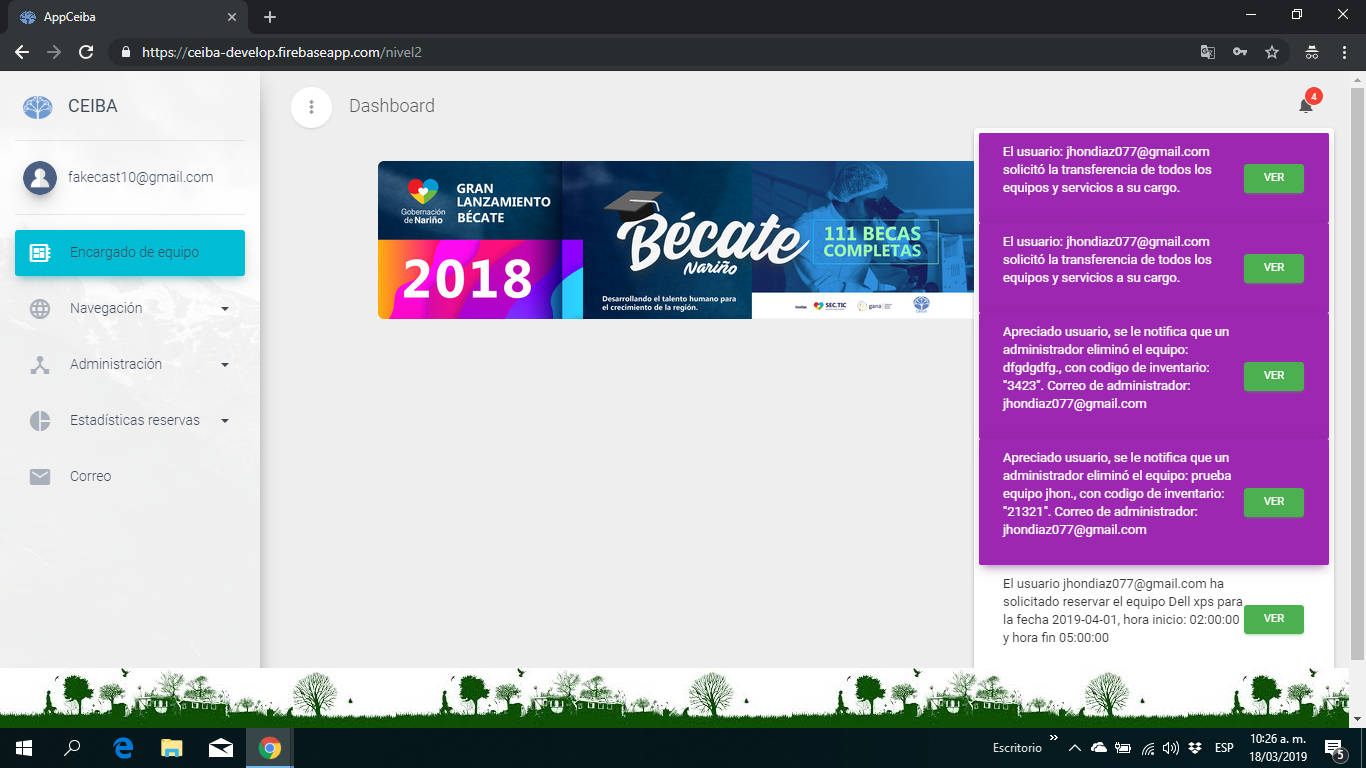 AppCeiba
https://ceiba-develop.firebaseapp.com/nivel2
CEIBA
fakecast10@gmail.com
Encargado de equipo
Navegación
Administración
Estadísticas reservas
Correo
Dashboard
4
Gobernación
de Nariño
GRAN
LANZAMIENTO
BÉCATE
2018
Bécate
Nariño
Desarrollando el talento humano para
el crecimiento de la región.
111 BECAS
COMPLETAS
SEC.TIC
gana
El usuario: jhondiaz077@gmail.com
solicitó la transferencia de todos los
equipos y servicios a su cargo.
VER
El usuario: jhondiaz077@gmail.com
solicitó la transferencia de todos los
equipos y servicios a su cargo.
VER
Apreciado usuario, se le notifica que un
administrador eliminó el equipo:
dfgdgdfg., con codigo de inventario:
"3423". Correo de administrador:
jhondiaz077@gmail.com
VER
Apreciado usuario, se le notifica que un
administrador eliminó el equipo: prueba
equipo jhon., con codigo de inventario:
"21321". Correo de administrador:
jhondiaz077@gmail.com
VER
El usuario jhondiaz077@gmail.com ha
solicitado reservar el equipo Dell xps para
la fecha 2019-04-01, hora inicio: 02:00:00
y hora fin 05:00:00
VER
Escritorio
ESP
10:26 a. m.
18/03/2019
5